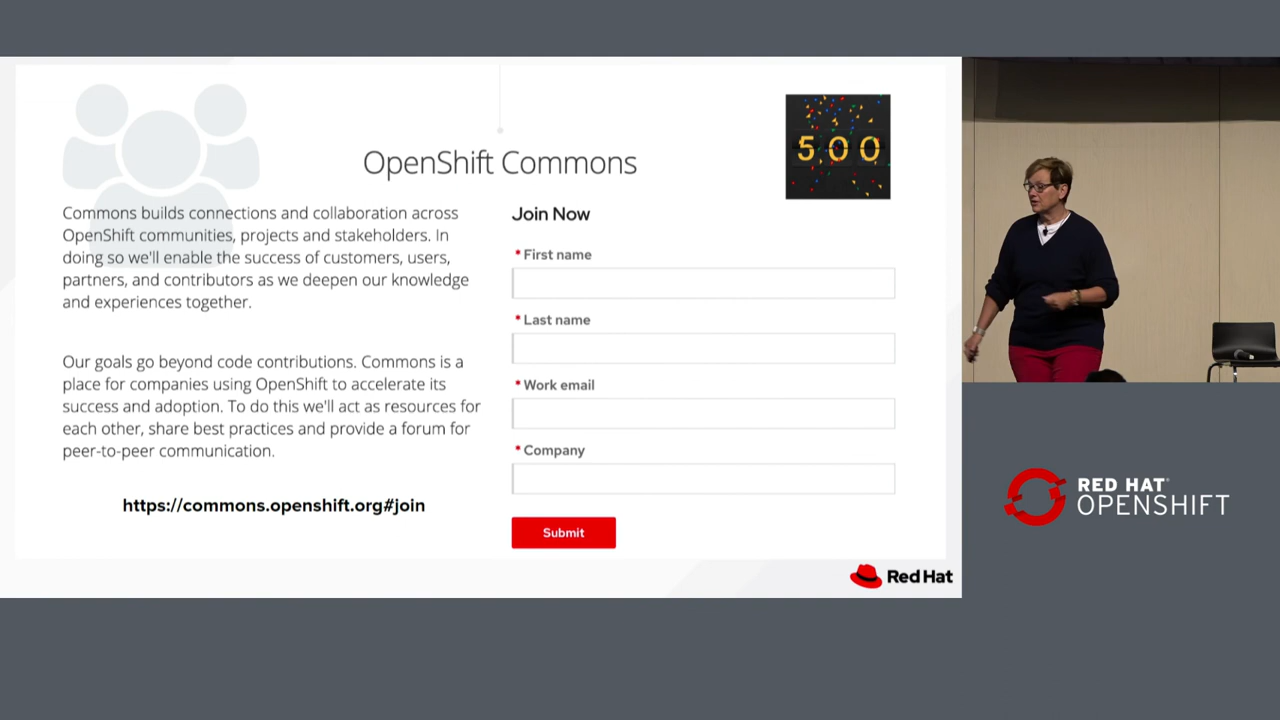 OpenShift Commons
500
Commons builds connections and collaboration across
OpenShift communities, projects and stakeholders. In
doing so we'll enable the success of customers, users,
partners, and contributors as we deepen our knowledge
and experiences together.
Our goals go beyond code contributions. Commons is a
place for companies using OpenShift to accelerate its
success and adoption. To do this we'll act as resources for
each other, share best practices and provide a forum for
peer-to-peer communication.
https://commons.openshift.org#join
Join Now
* First name
* Last name
* Work email
* Company
Submit
Red Hat
RED HAT®
OPENSHIFT